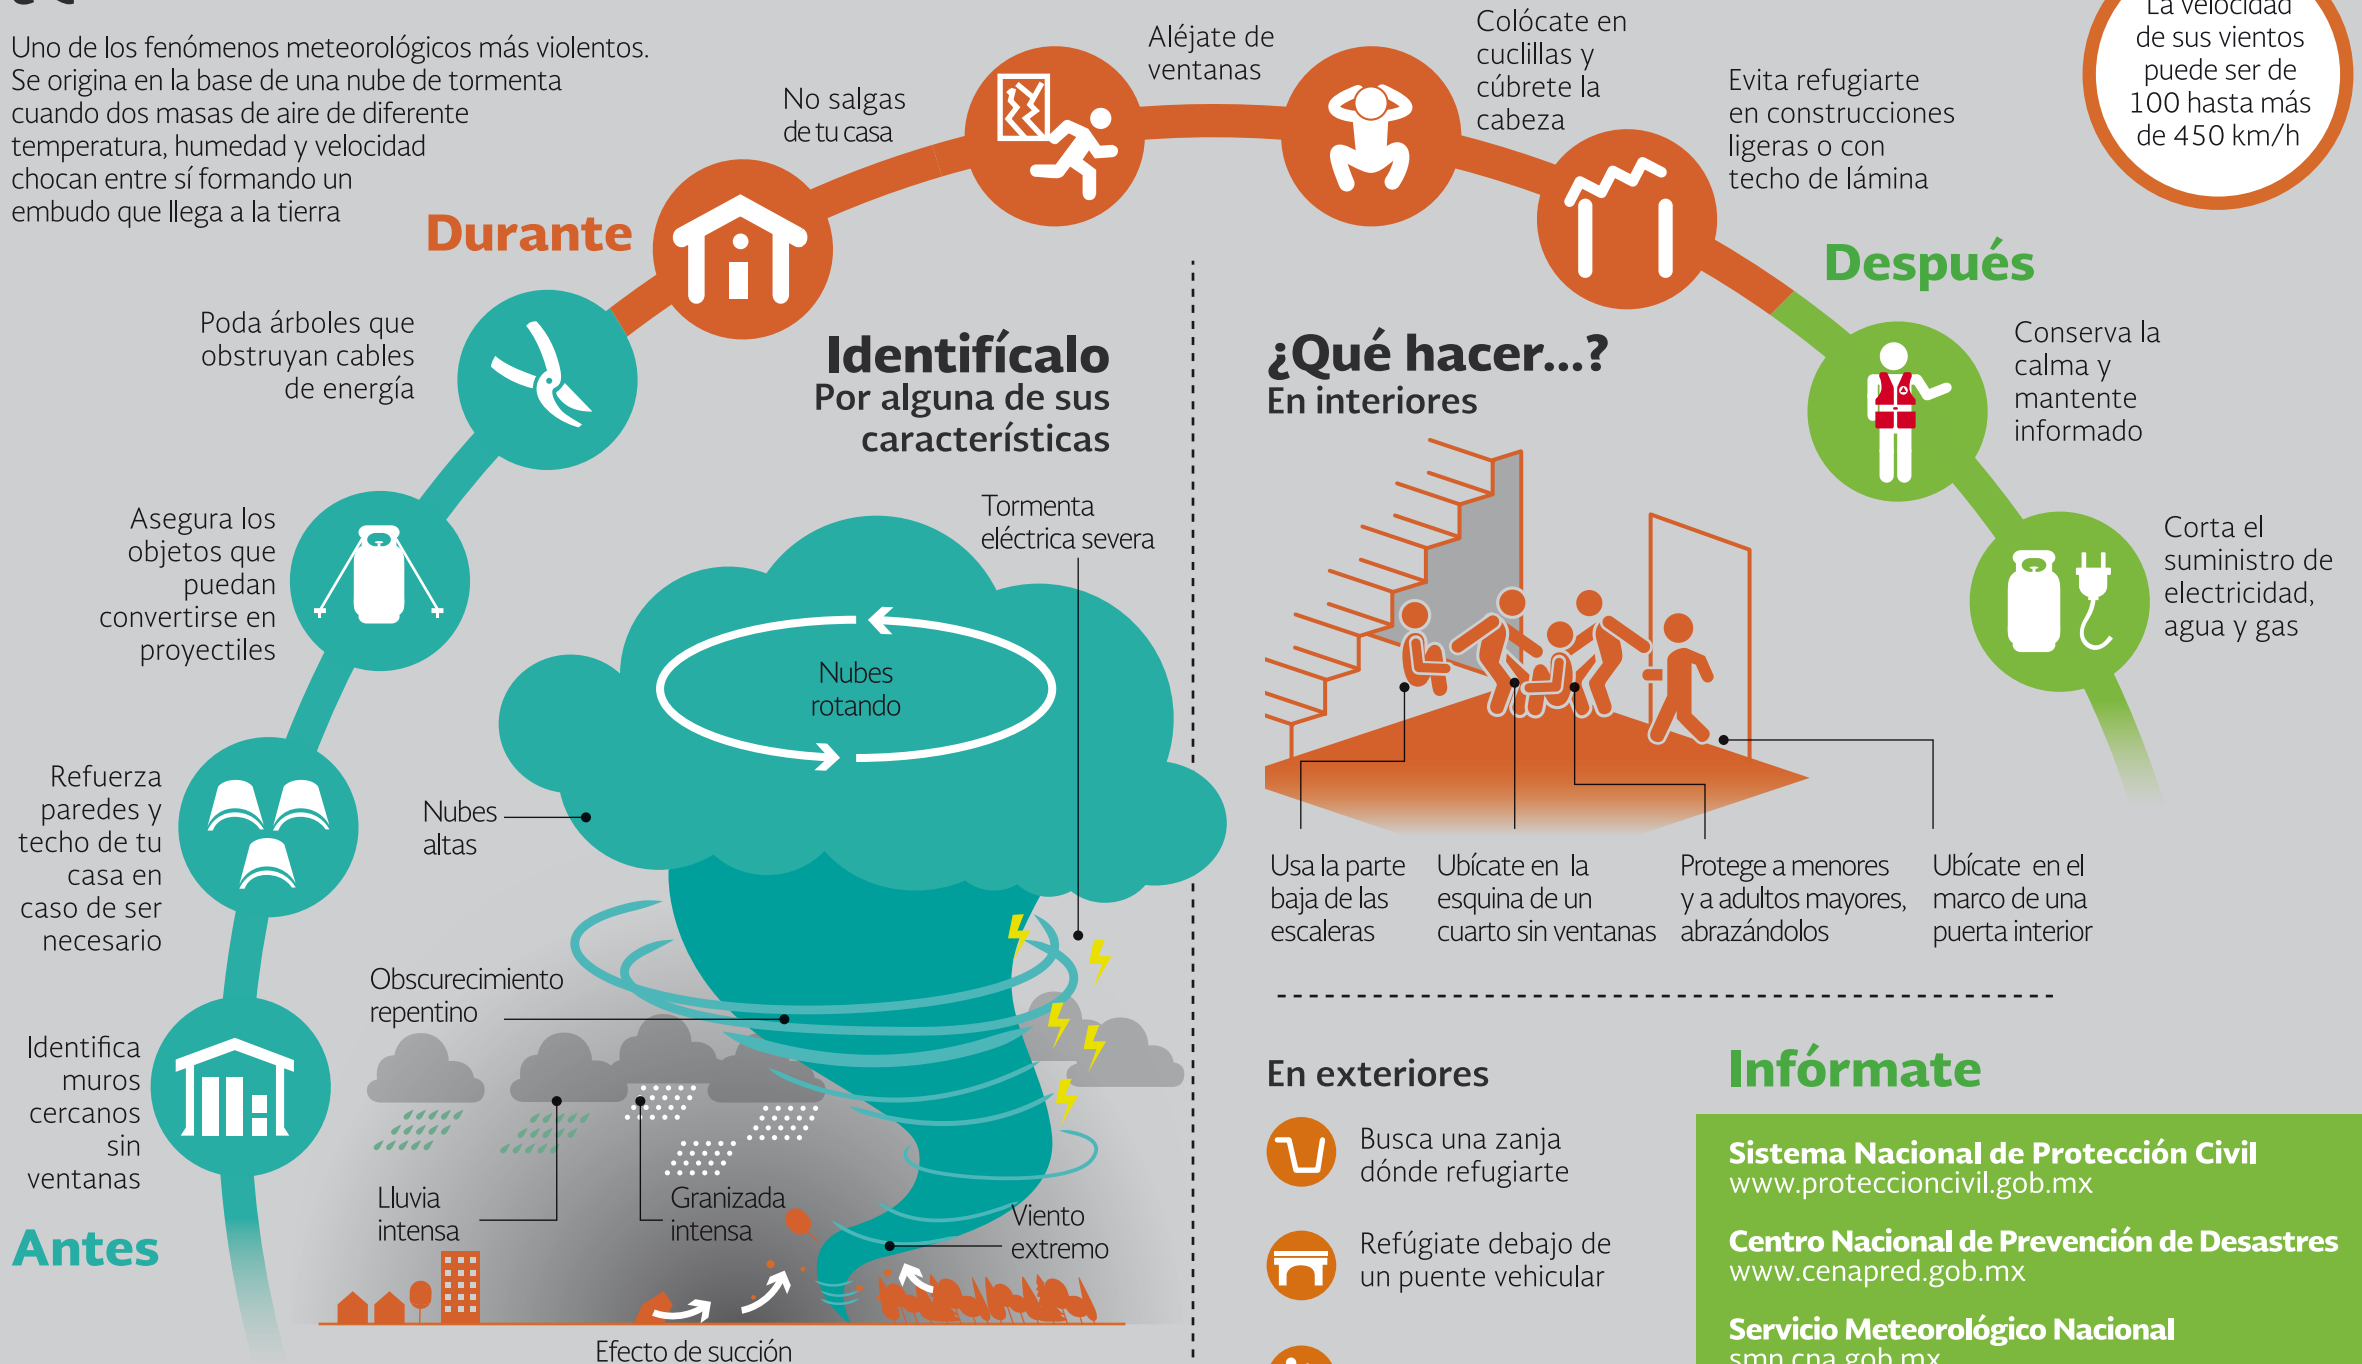 Uno de los fenómenos meteorológicos más violentos.
Se origina en la base de una nube de tormenta
cuando dos masas de aire de diferente
temperatura, humedad y velocidad
chocan entre sí formando un
embudo que llega a la tierra
La velocidad
de sus vientos
puede ser de
100 hasta más
de 450 km/h
Antes
Identifica
muros
cercanos
sin
ventanas
Refuerza
paredes y
techo de tu
casa en
caso de ser
necesario
Asegura los
objetos que
puedan
convertirse en
proyectiles
Poda árboles que
obstruyan cables
de energía
Durante
No salgas
de tu casa
Aléjate de
ventanas
Colócate en
cuclillas y
cúbrete la
cabeza
Evita refugiarte
en construcciones
ligeras o con
techo de lámina
Después
Conserva la
calma y
mantente
informado
Corta el
suministro de
electricidad,
agua y gas
Identifícalo
Por alguna de sus
características
Tormenta
eléctrica severa
Nubes
rotando
Nubes
altas
Obscurecimiento
repentino
Lluvia
intensa
Granizada
intensa
Viento
extremo
Efecto de succión
¿Qué hacer...?
En interiores
Usa la parte
baja de las
escaleras
Ubícate en la
esquina de un
cuarto sin ventanas
Protege a menores
y a adultos mayores,
abrazándolos
Ubícate en el
marco de una
puerta interior
En exteriores
Busca una zanja
dónde refugiarte
Refúgiate debajo de
un puente vehicular
Infórmate
Sistema Nacional de Protección Civil
www.proteccioncivil.gob.mx
Centro Nacional de Prevención de Desastres
www.cenapred.gob.mx
Servicio Meteorológico Nacional
smn.cna.gob.mx